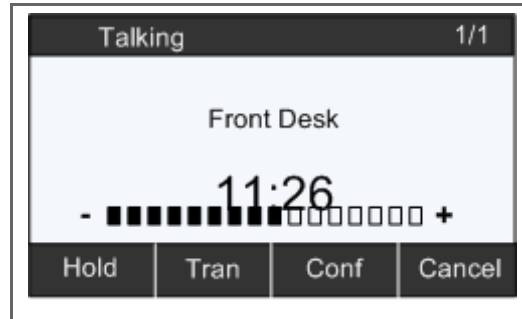 Talking 1/1
Front Desk
11:26
- +
Hold Tran Conf Cancel